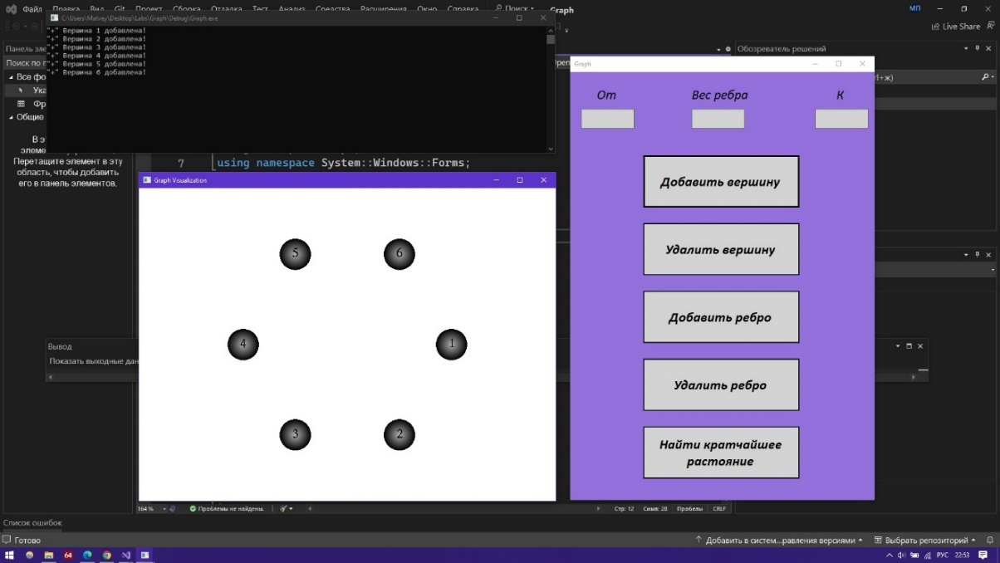 Файл Правка Вид Git Проект Сборка Отладка Тест Анализ Средства Расширения Окно Справка Поиск Graph МП
Live Share
C:\Users\Matvey\Desktop\Labs\Graph\Debug\Graph.exe
"+" Вершина 1 добавлена!
"+" Вершина 2 добавлена!
"+" Вершина 3 добавлена!
"+" Вершина 4 добавлена!
"+" Вершина 5 добавлена!
"+" Вершина 6 добавлена!
Панель эле
Поиск по п
Все фо
Ука
Фр
Общие
В э
элеме
Перетащите элемент в эту
область, чтобы добавить
его в панель элементов.
7 using namespace System::Windows::Forms;
Обозреватель решений
rl+ж)
Graph
От Вес ребра К
Добавить вершину
Удалить вершину
Добавить ребро
Удалить ребро
Найти кратчайшее
растояние
Graph Visualization
5 6
4 1
3 2
Вывод
Показать выходные дан
164 % Проблемы не найдены. Стр: 12 Симв: 28 Пробелы CRLF
Список ошибок
Готово Добавить в систем...равления версиями Выбрать репозиторий
64 РУС 22:53